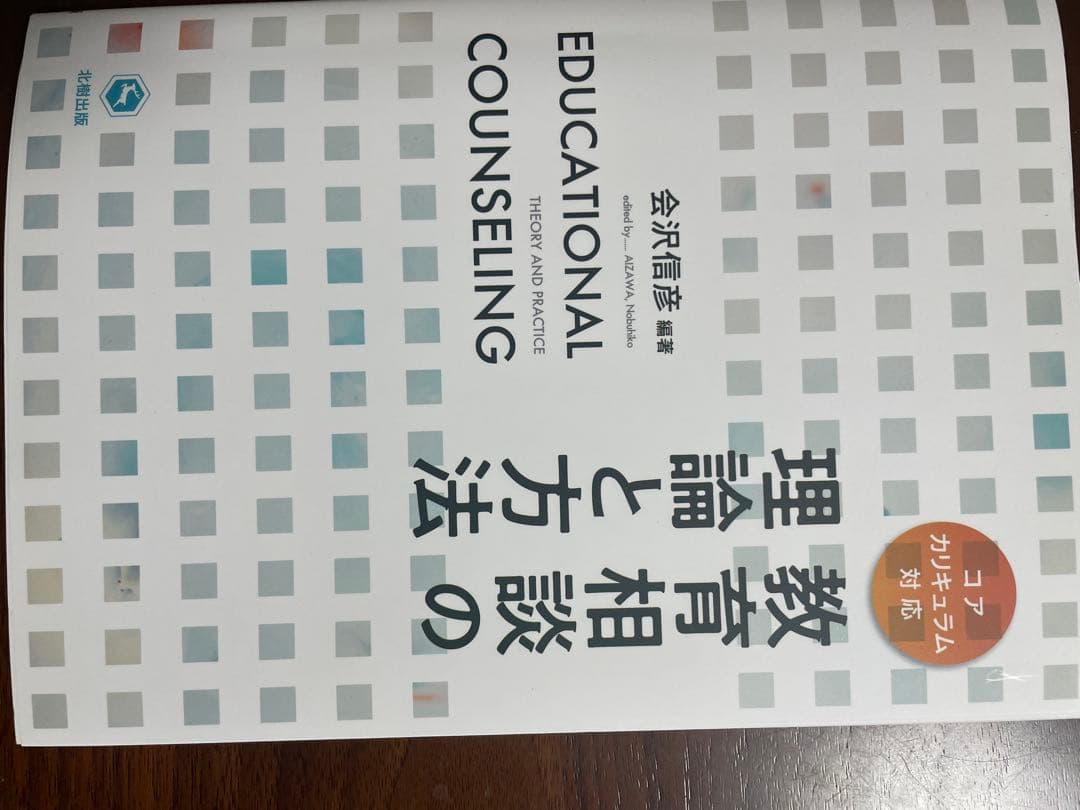 コア
カリキュラム
対応
教育相談の
理論と方法
会沢信彦 編著
edited by..... AIZAWA, Nobuhiko
EDUCATIONAL
THEORY AND PRACTICE
COUNSELING
北樹出版